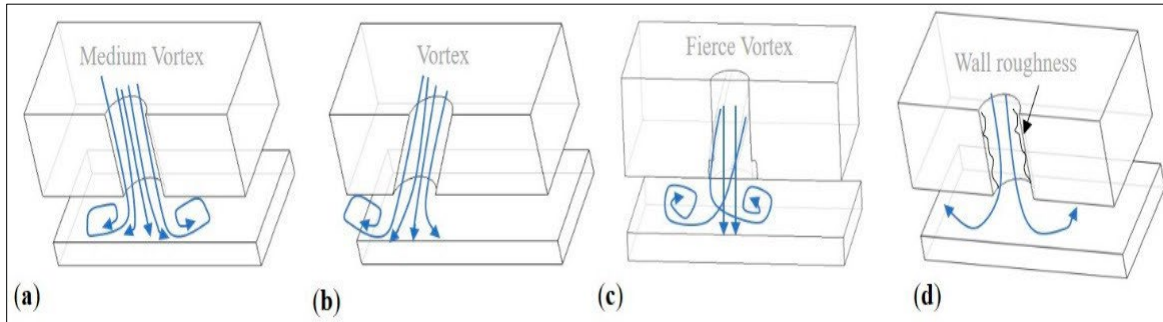 Medium Vortex
Vortex
Fierce Vortex
Wall roughness
(a)
(b)
(c)
(d)